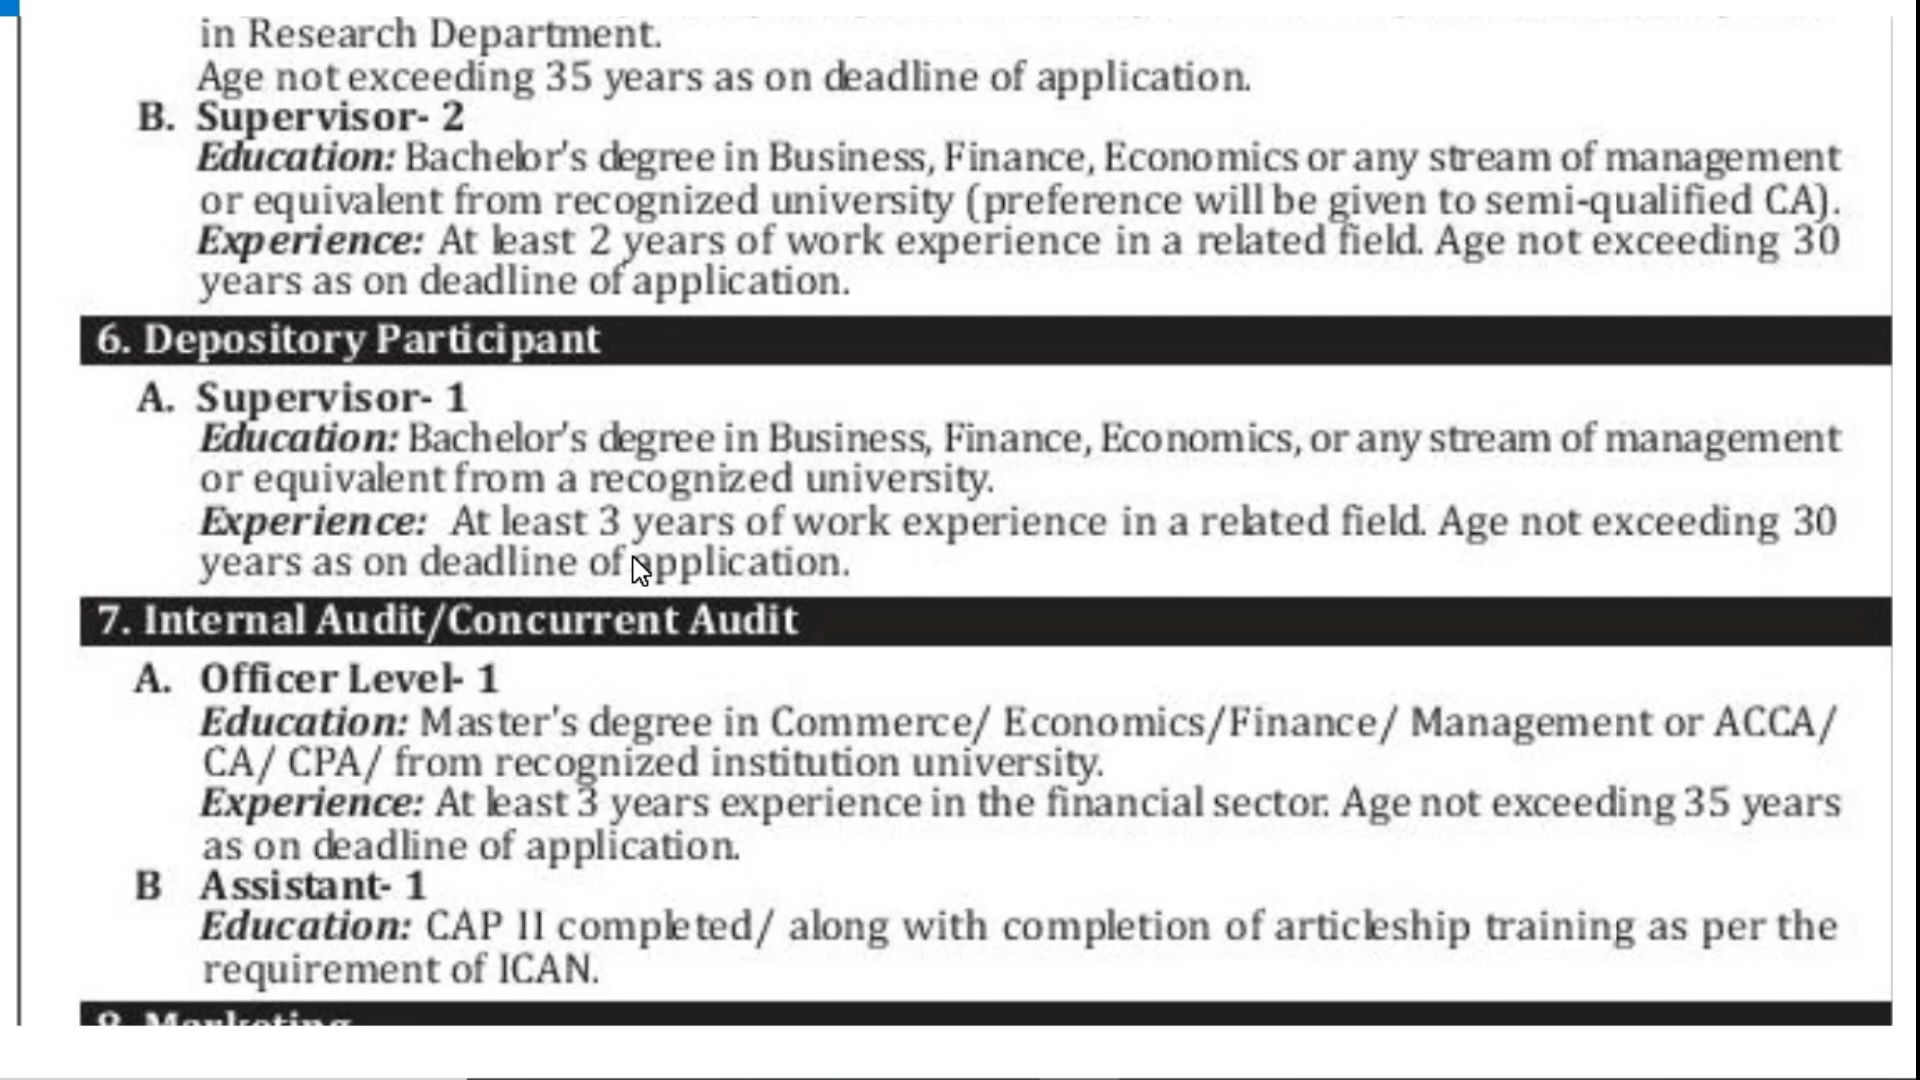 in Research Department.
Age not exceeding 35 years as on deadline of application.
B. Supervisor- 2
Education: Bachelor's degree in Business, Finance, Economics or any stream of management
or equivalent from recognized university (preference will be given to semi-qualified CA).
Experience: At least 2 years of work experience in a related field. Age not exceeding 30
years as on deadline of application.
6. Depository Participant
A. Supervisor- 1
Education: Bachelor's degree in Business, Finance, Economics, or any stream of management
or equivalent from a recognized university.
Experience: At least 3 years of work experience in a related field. Age not exceeding 30
years as on deadline of application.
7. Internal Audit/Concurrent Audit
A. Officer Level- 1
Education: Master's degree in Commerce/ Economics/Finance/ Management or ACCA/
CA/ CPA/ from recognized institution university.
Experience: At least 3 years experience in the financial sector. Age not exceeding 35 years
as on deadline of application.
B Assistant- 1
Education: CAP II completed/ along with completion of articleship training as per the
requirement of ICAN.
8. Marketing